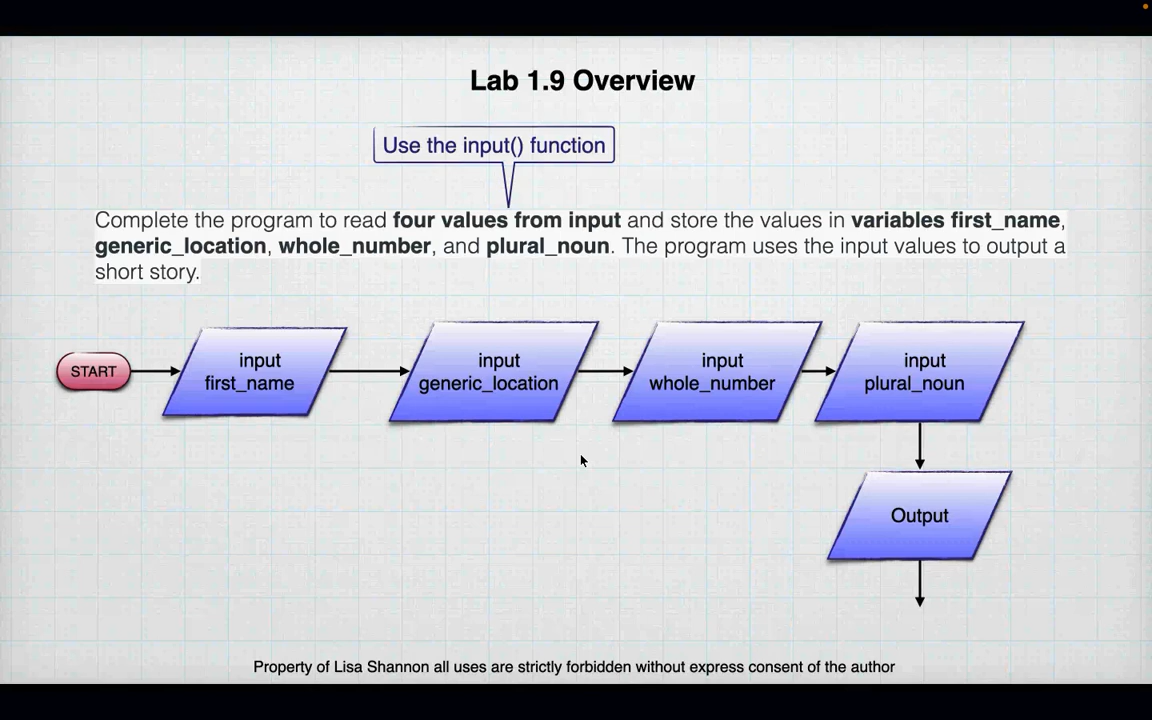 Lab 1.9 Overview
Use the input() function
Complete the program to read four values from input and store the values in variables first_name,
generic_location, whole_number, and plural_noun. The program uses the input values to output a
short story.
START
input
first_name
input
generic_location
input
whole_number
input
plural_noun
Output
Property of Lisa Shannon all uses are strictly forbidden without express consent of the author